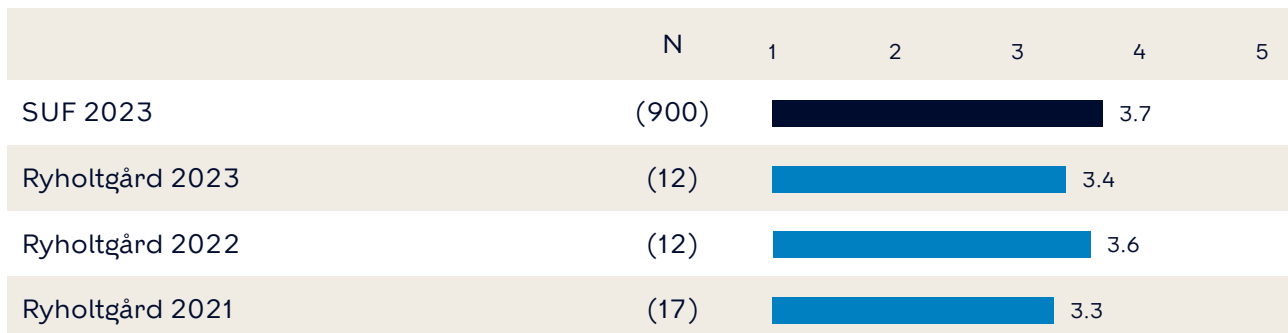 N 1 2 3 4 5
SUF 2023 (900) 3.7
Ryholtgård 2023 (12) 3.4
Ryholtgård 2022 (12) 3.6
Ryholtgård 2021 (17) 3.3